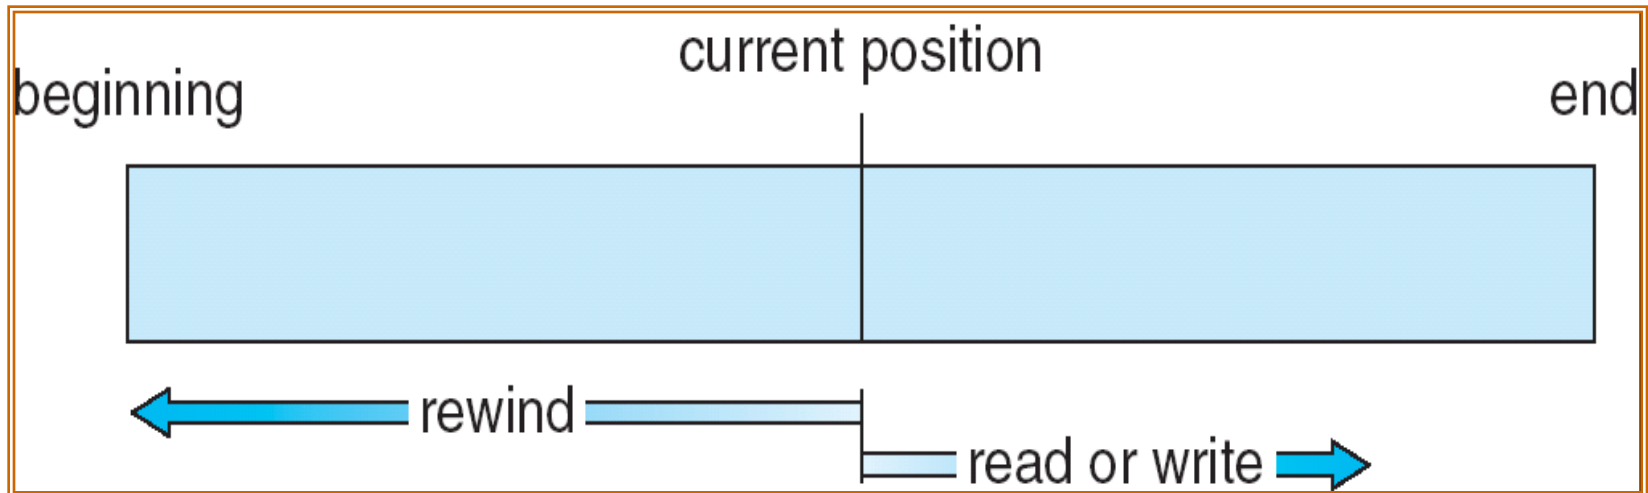 current position
beginning
end
rewind
read or write